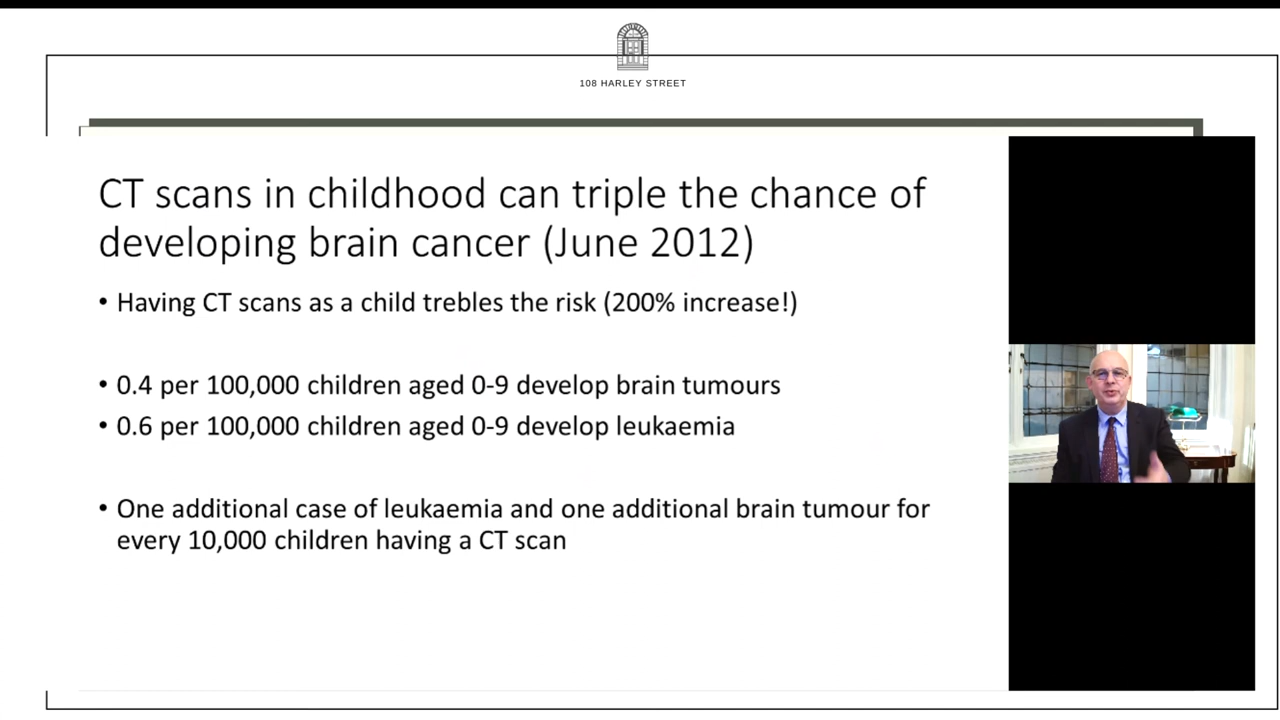 108 HARLEY STREET
CT scans in childhood can triple the chance of
developing brain cancer (June 2012)
• Having CT scans as a child trebles the risk (200% increase!)
• 0.4 per 100,000 children aged 0-9 develop brain tumours
• 0.6 per 100,000 children aged 0-9 develop leukaemia
• One additional case of leukaemia and one additional brain tumour for
every 10,000 children having a CT scan